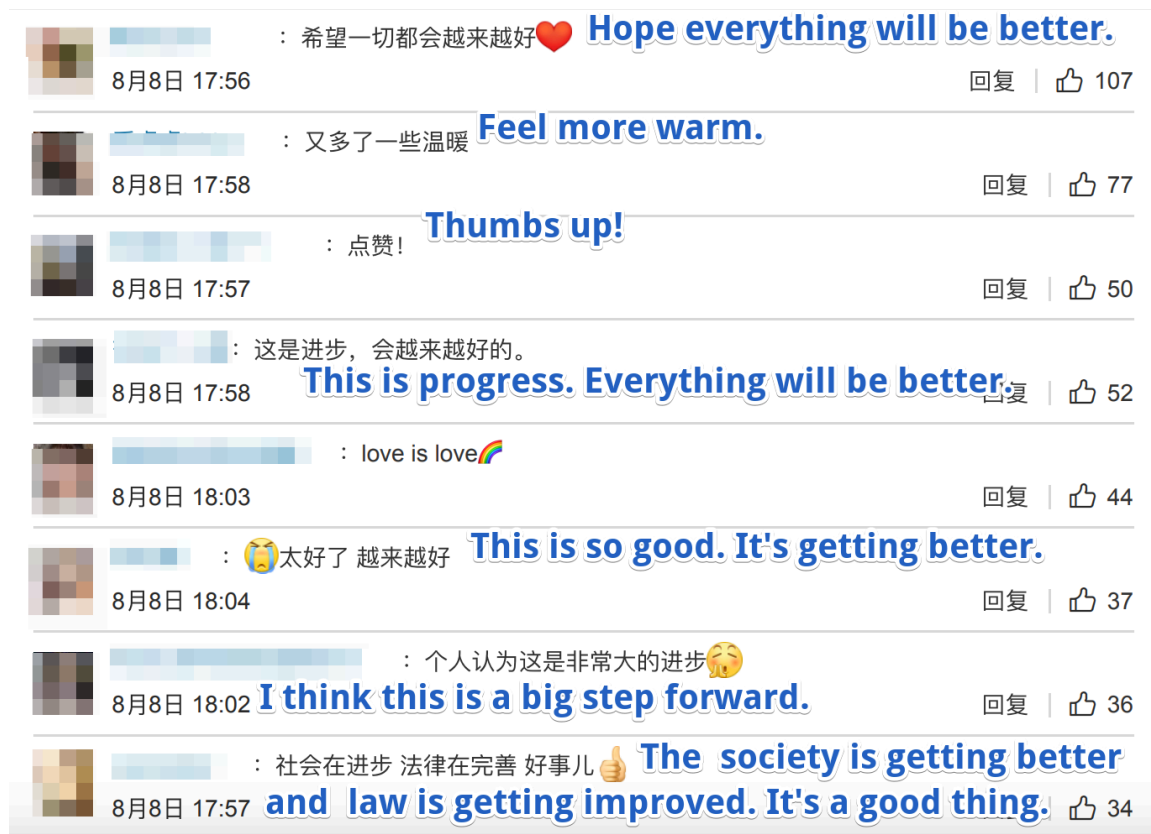 ：希望一切都会越来越好❤️ Hope everything will be better.
8月8日 17:56 回复 107
：又多了一些温暖 Feel more warm.
8月8日 17:58 回复 77
：点赞！ Thumbs up!
8月8日 17:57 回复 50
：这是进步，会越来越好的。
This is progress. Everything will be better.
8月8日 17:58 回复 52
：love is love🌈
8月8日 18:03 回复 44
：😭太好了 越来越好 This is so good. It's getting better.
8月8日 18:04 回复 37
：个人认为这是非常大的进步
8月8日 18:02 I think this is a big step forward. 回复 36
：社会在进步 法律在完善 好事儿👍 The society is getting better
8月8日 17:57 and law is getting improved. It's a good thing. 34